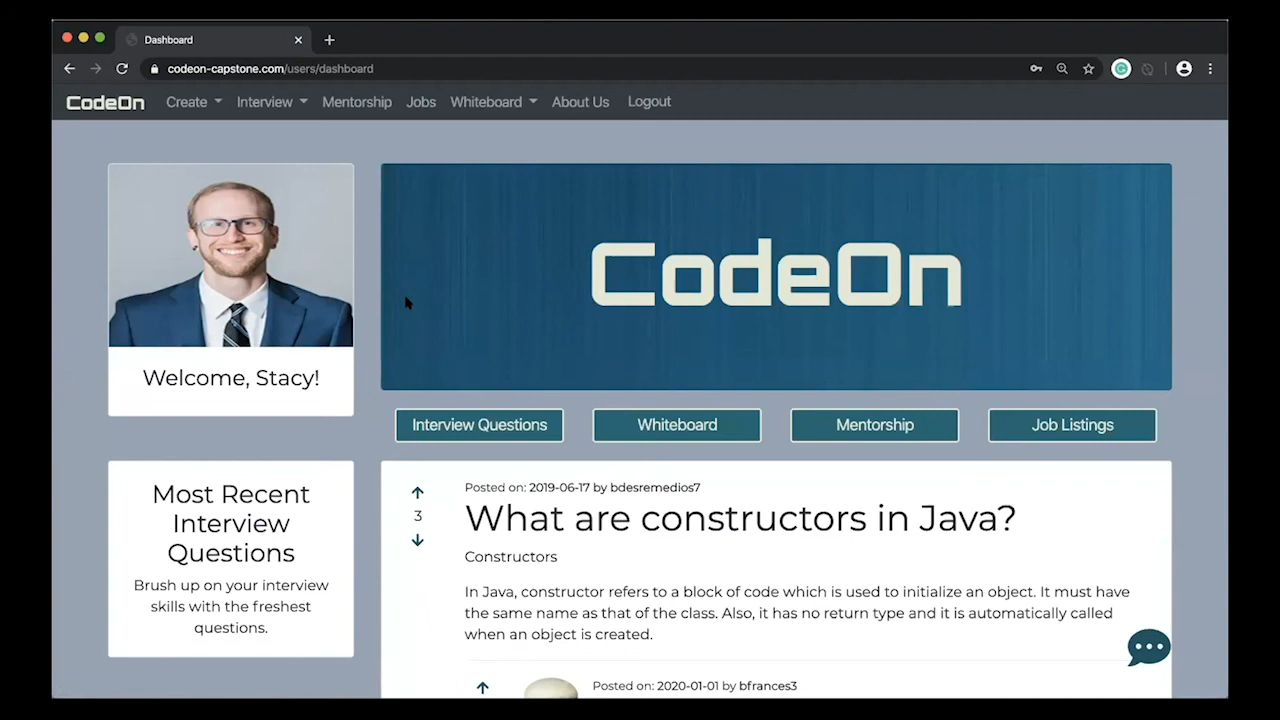 Dashboard
codeon-capstone.com/users/dashboard
CodeOn Create Interview Mentorship Jobs Whiteboard About Us Logout
CodeOn
Welcome, Stacy!
Interview Questions Whiteboard Mentorship Job Listings
Most Recent
Interview
Questions
Brush up on your interview
skills with the freshest
questions.
Posted on: 2019-06-17 by bdesremedios7
3
What are constructors in Java?
Constructors
In Java, constructor refers to a block of code which is used to initialize an object. It must have
the same name as that of the class. Also, it has no return type and it is automatically called
when an object is created.
Posted on: 2020-01-01 by bfrances3